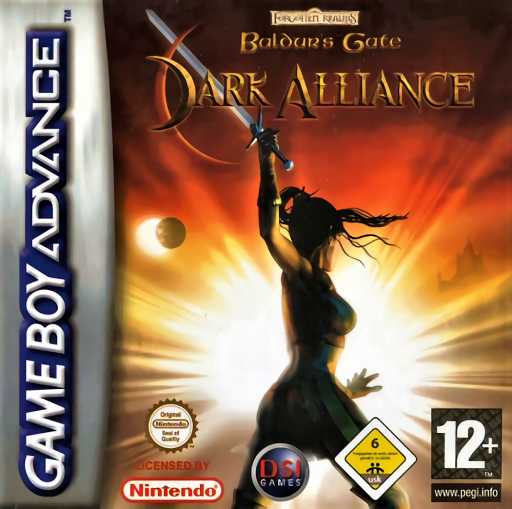 GAME BOY ADVANCE
TM
FORGOTTEN REALMS
Baldur's Gate
DARK ALLIANCE
Original
Nintendo
Seal of
Quality
LICENSED BY
Nintendo
DSI
GAMES
6
usk
12+
TM
www.pegi.info